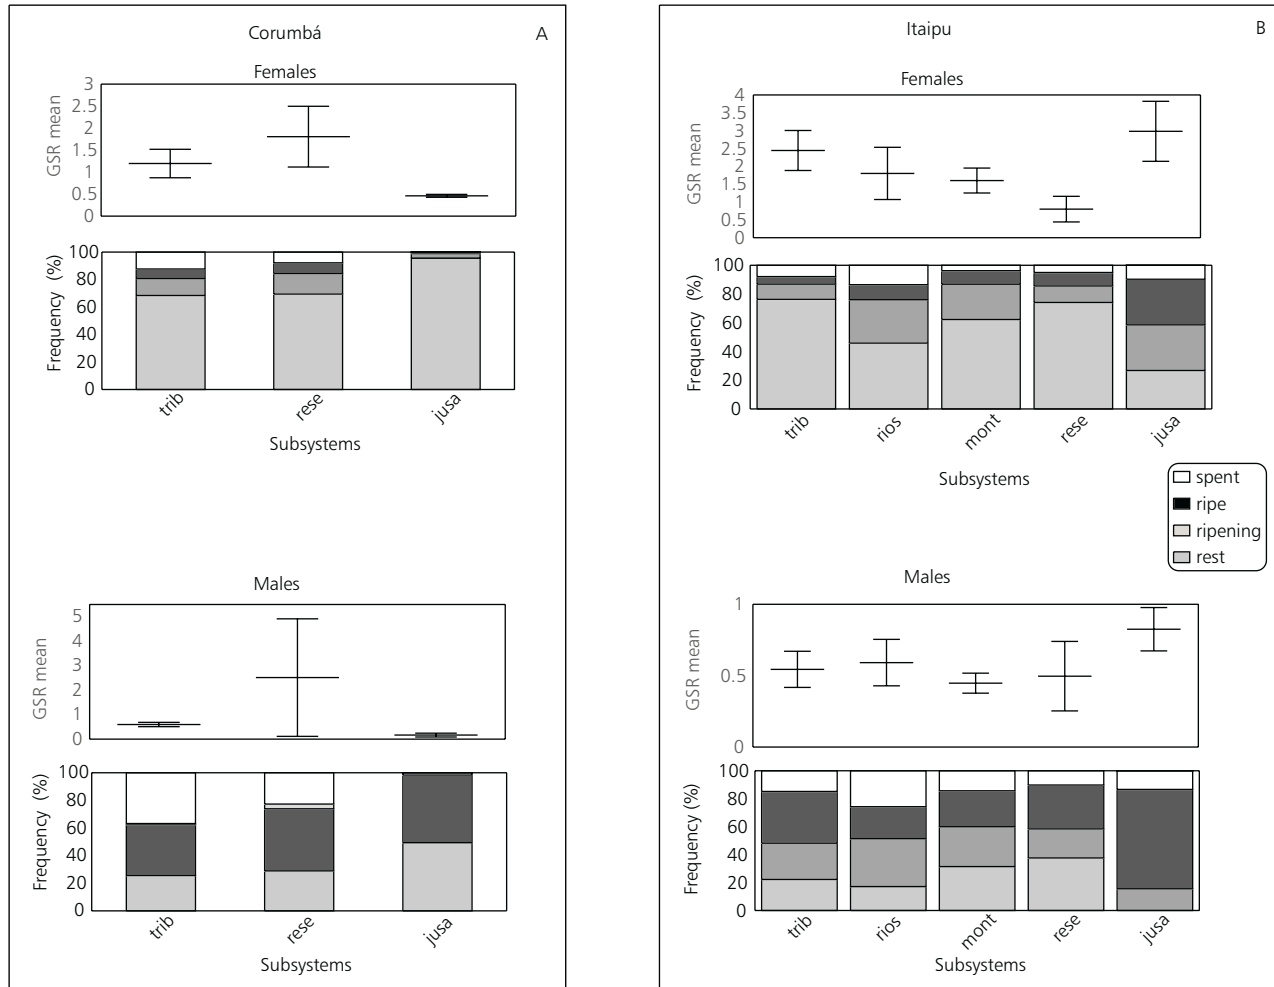 Corumbá
A
Females
GSR mean
3
2.5
2
1.5
1
0.5
0
Frequency (%)
100
80
60
40
20
0
trib
rese
jusa
Subsystems
Males
GSR mean
5
4
3
2
1
0
Frequency (%)
100
80
60
40
20
0
trib
rese
jusa
Subsystems
Itaipu
B
Females
GSR mean
4
3.5
3
2.5
2
1.5
1
0.5
0
Frequency (%)
100
80
60
40
20
0
trib
rios
mont
rese
jusa
Subsystems
spent
ripe
ripening
rest
Males
GSR mean
1
0.5
0
Frequency (%)
100
80
60
40
20
0
trib
rios
mont
rese
jusa
Subsystems